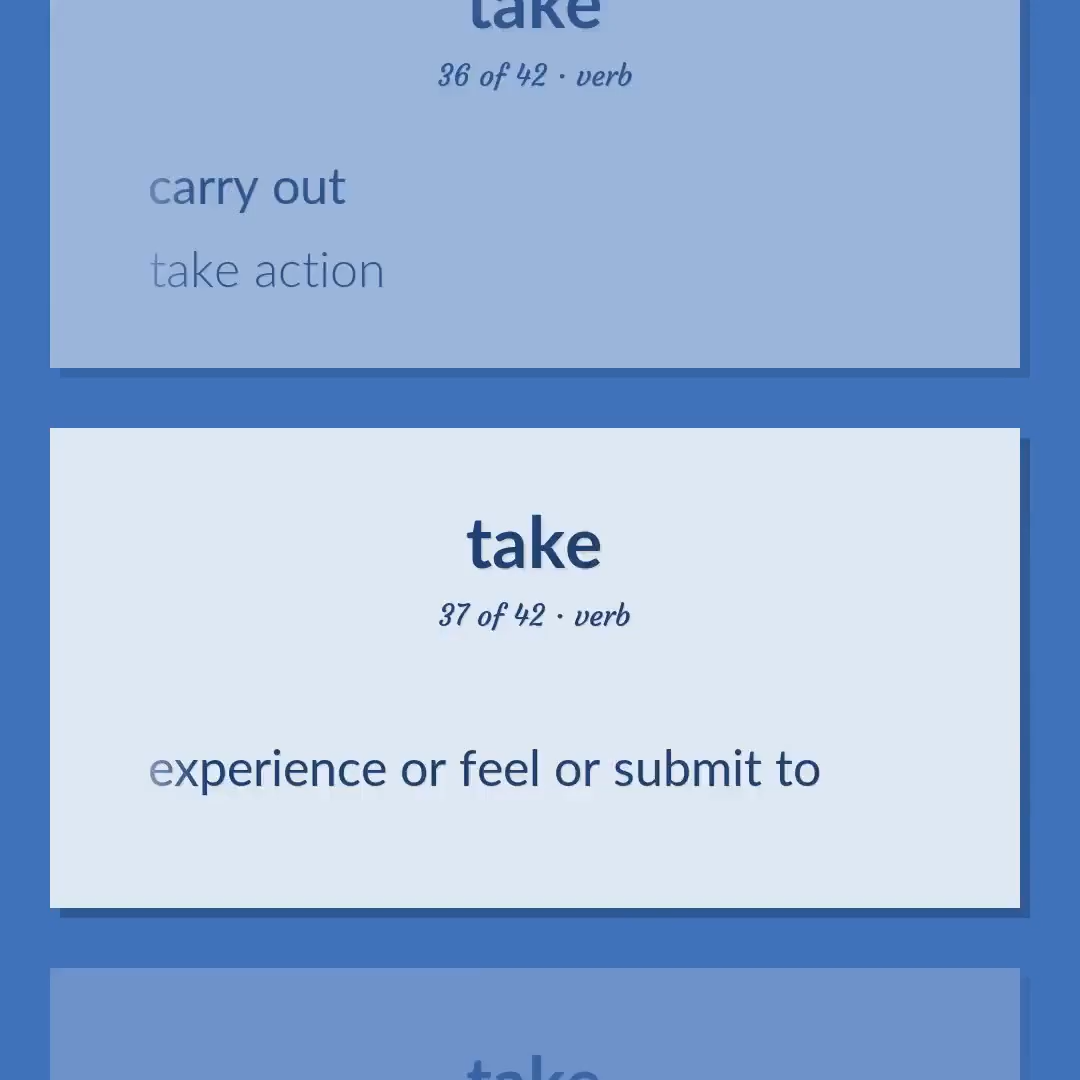 take
36 of 42 · verb
carry out
take action
take
37 of 42 · verb
experience or feel or submit to
take